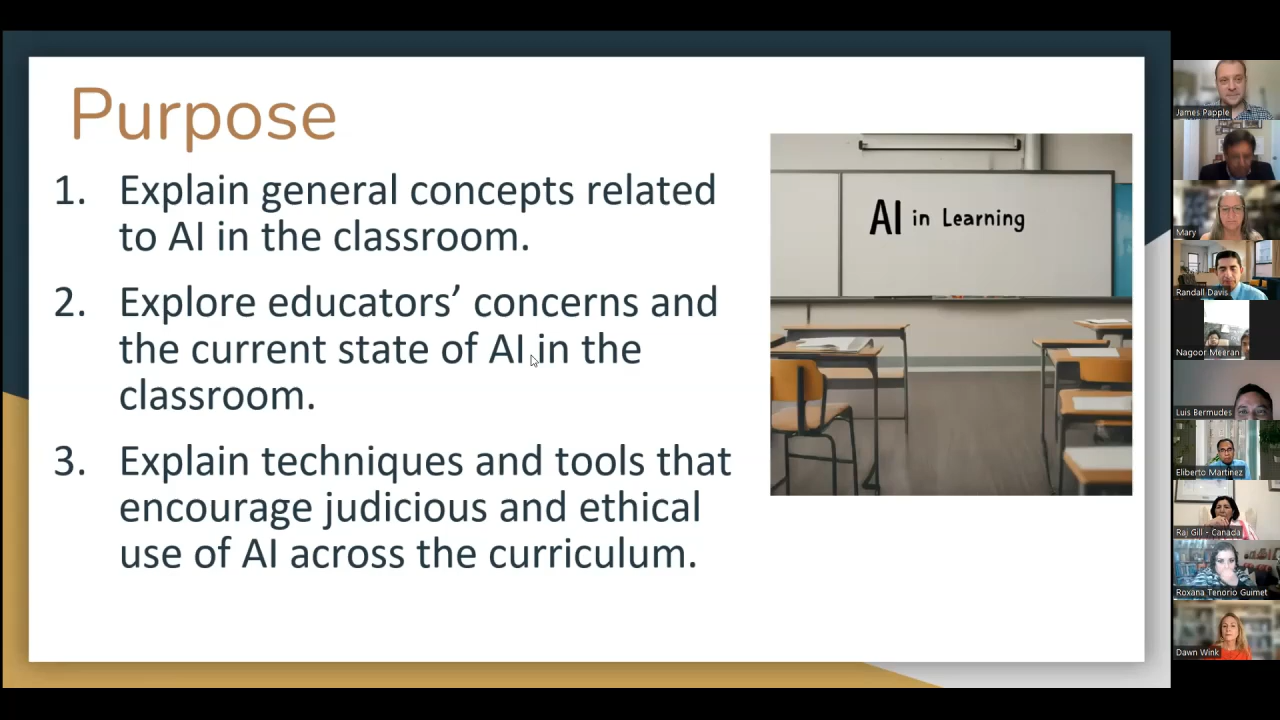 Purpose
1. Explain general concepts related
to AI in the classroom.
2. Explore educators’ concerns and
the current state of AI in the
classroom.
3. Explain techniques and tools that
encourage judicious and ethical
use of AI across the curriculum.
AI in Learning
James Papple
Mary
Randall Davis
Nagoor Meeran
Luis Bermudes
Eliberto Martinez
Raj Gill - Canada
Roxana Tenorio Guimet
Dawn Wink